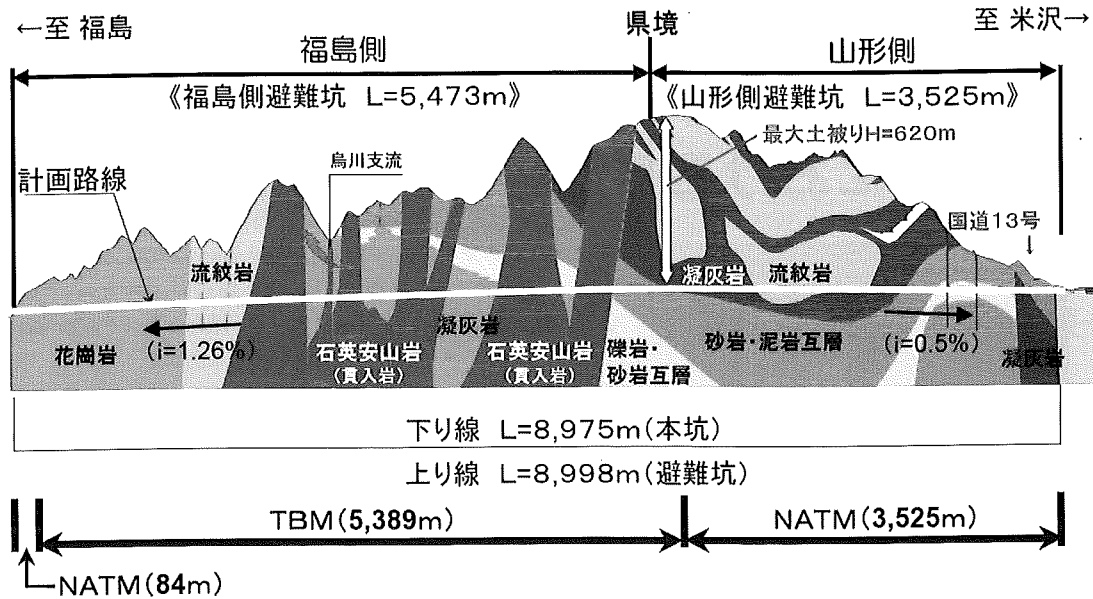 ←至 福島
県境
至 米沢→
福島側
山形側
《福島側避難坑 L=5,473m》
《山形側避難坑 L=3,525m》
最大土被りH=620m
烏川支流
計画路線
国道13号
流紋岩
凝灰岩
流紋岩
花崗岩
(i=1.26%)
石英安山岩
(貫入岩)
凝灰岩
石英安山岩
(貫入岩)
礫岩・
砂岩互層
砂岩・泥岩互層
(i=0.5%)
凝灰岩
下り線 L=8,975m(本坑)
上り線 L=8,998m(避難坑)
TBM(5,389m)
NATM(3,525m)
NATM(84m)